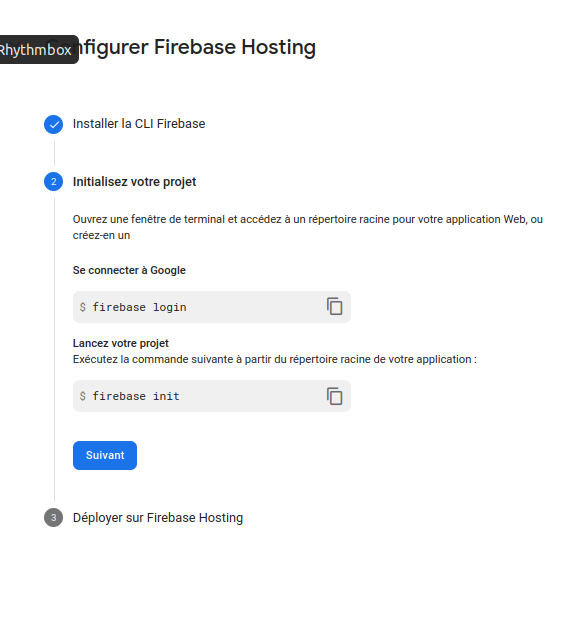 Rhythmbox
nfigurer Firebase Hosting
Installer la CLI Firebase
2
Initialisez votre projet
Ouvrez une fenêtre de terminal et accédez à un répertoire racine pour votre application Web, ou
créez-en un
Se connecter à Google
$ firebase login
Lancez votre projet
Exécutez la commande suivante à partir du répertoire racine de votre application :
$ firebase init
Suivant
3
Déployer sur Firebase Hosting